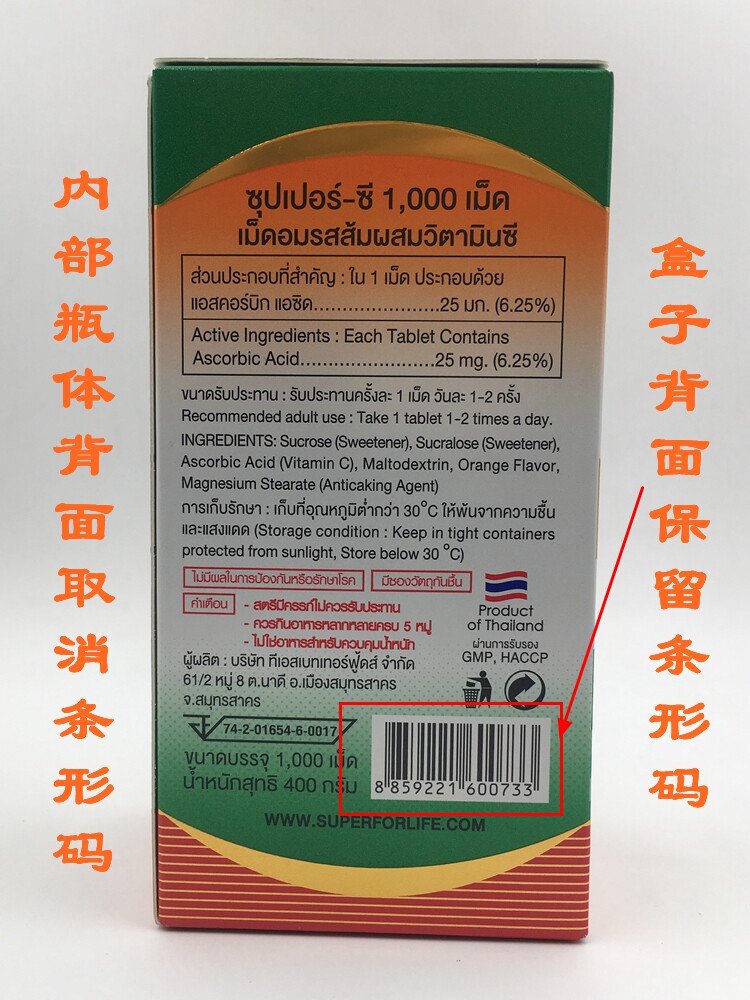 内部瓶体背面取消条形码
盒子背面保留条形码
ซุปเปอร์-ซี 1,000 เม็ด
เม็ดอมรสส้มผสมวิตามินซี
ส่วนประกอบที่สำคัญ : ใน 1 เม็ด ประกอบด้วย
แอสคอร์บิก แอซิด........................25 มก. (6.25%)
Active Ingredients : Each Tablet Contains
Ascorbic Acid.........................25 mg. (6.25%)
ขนาดรับประทาน : รับประทานครั้งละ 1 เม็ด วันละ 1-2 ครั้ง
Recommended adult use : Take 1 tablet 1-2 times a day.
INGREDIENTS: Sucrose (Sweetener), Sucralose (Sweetener),
Ascorbic Acid (Vitamin C), Maltodextrin, Orange Flavor,
Magnesium Stearate (Anticaking Agent)
การเก็บรักษา : เก็บที่อุณหภูมิต่ำกว่า 30°C ให้พ้นจากความชื้น
และแสงแดด (Storage condition : Keep in tight containers
protected from sunlight, Store below 30 °C)
ไม่มีผลในการป้องกันหรือรักษาโรค มีซองวัตถุกันชื้น
คำเตือน - สตรีมีครรภ์ไม่ควรรับประทาน
- ควรกินอาหารหลากหลายครบ 5 หมู่
- ไม่ใช่อาหารสำหรับควบคุมน้ำหนัก
Product
of Thailand
ผ่านการรับรอง
GMP, HACCP
ผู้ผลิต : บริษัท ทีเอสเบทเทอร์ฟู้ดส์ จำกัด
61/2 หมู่ 8 ต.นาดี อ.เมืองสมุทรสาคร
จ.สมุทรสาคร
74-2-01654-6-0017
ขนาดบรรจุ 1,000 เม็ด
น้ำหนักสุทธิ 400 กรัม
8 859221 600733
WWW.SUPERFORLIFE.COM